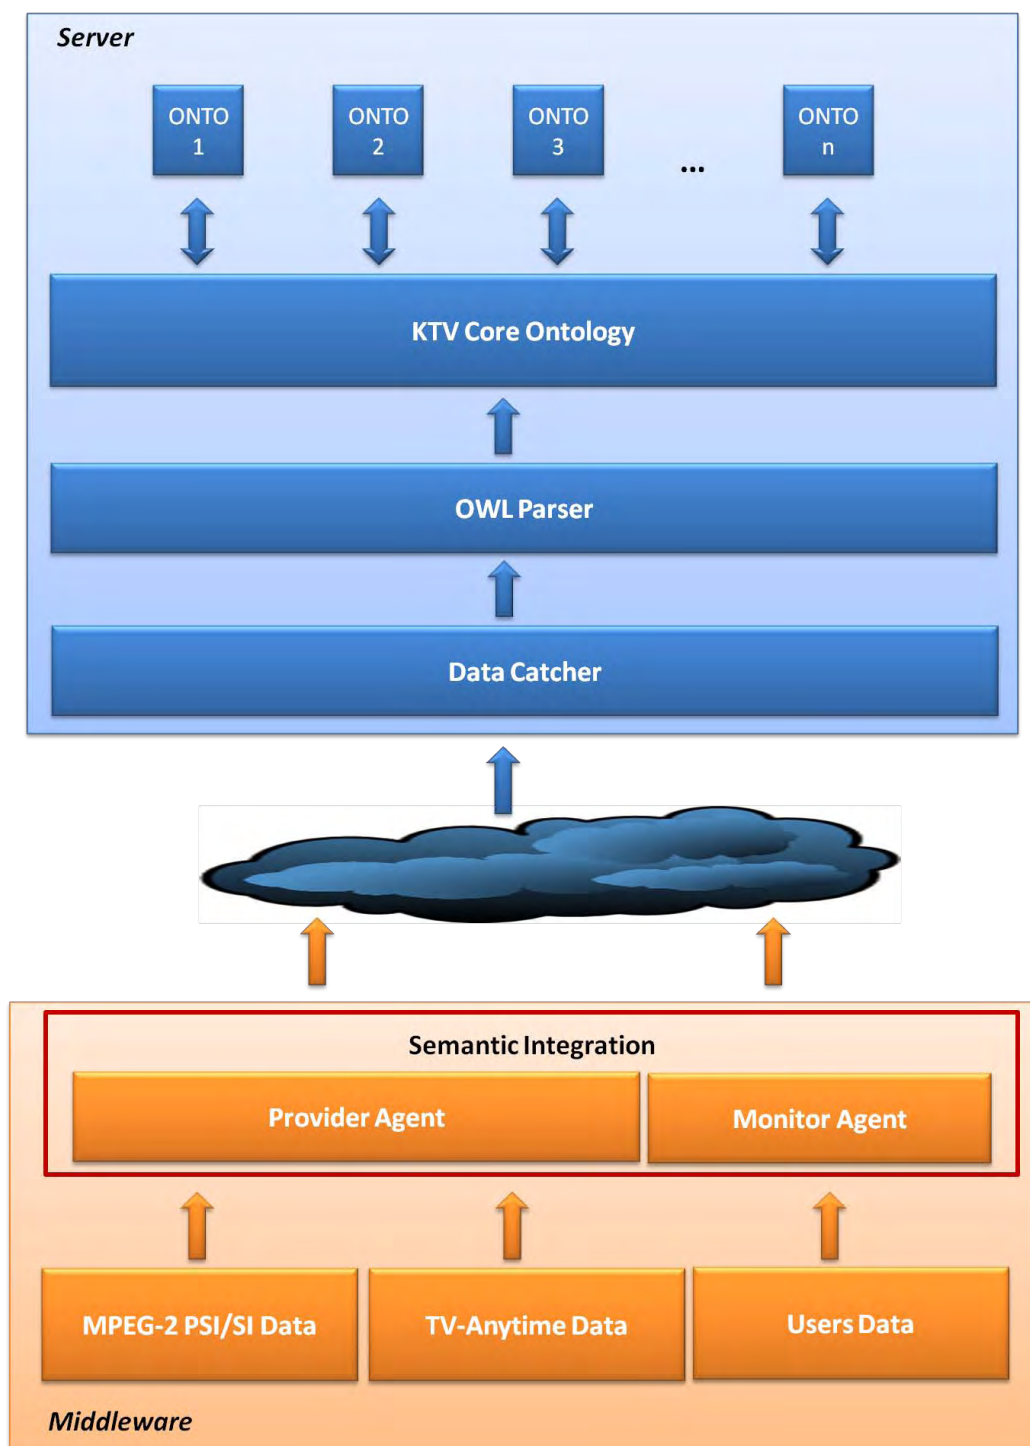 Server
ONTO ONTO ONTO ONTO
1 2 3 ... n
KTV Core Ontology
OWL Parser
Data Catcher
Semantic Integration
Provider Agent
Monitor Agent
MPEG-2 PSI/SI Data
TV-Anytime Data
Users Data
Middleware